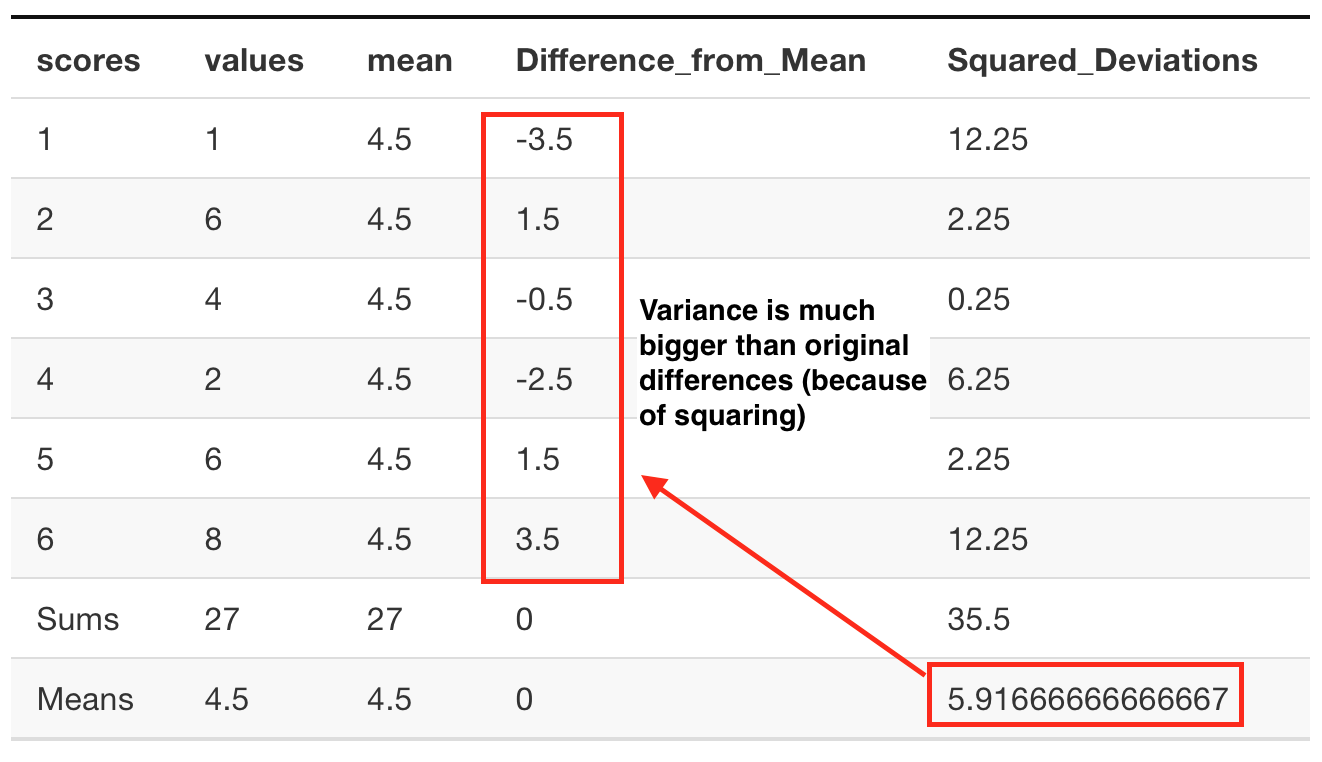 scores values mean Difference_from_Mean Squared_Deviations
1 1 4.5 -3.5 12.25
2 6 4.5 1.5 2.25
3 4 4.5 -0.5 0.25
Variance is much
bigger than original
differences (because
of squaring)
4 2 4.5 -2.5 6.25
5 6 4.5 1.5 2.25
6 8 4.5 3.5 12.25
Sums 27 27 0 35.5
Means 4.5 4.5 0 5.91666666666667